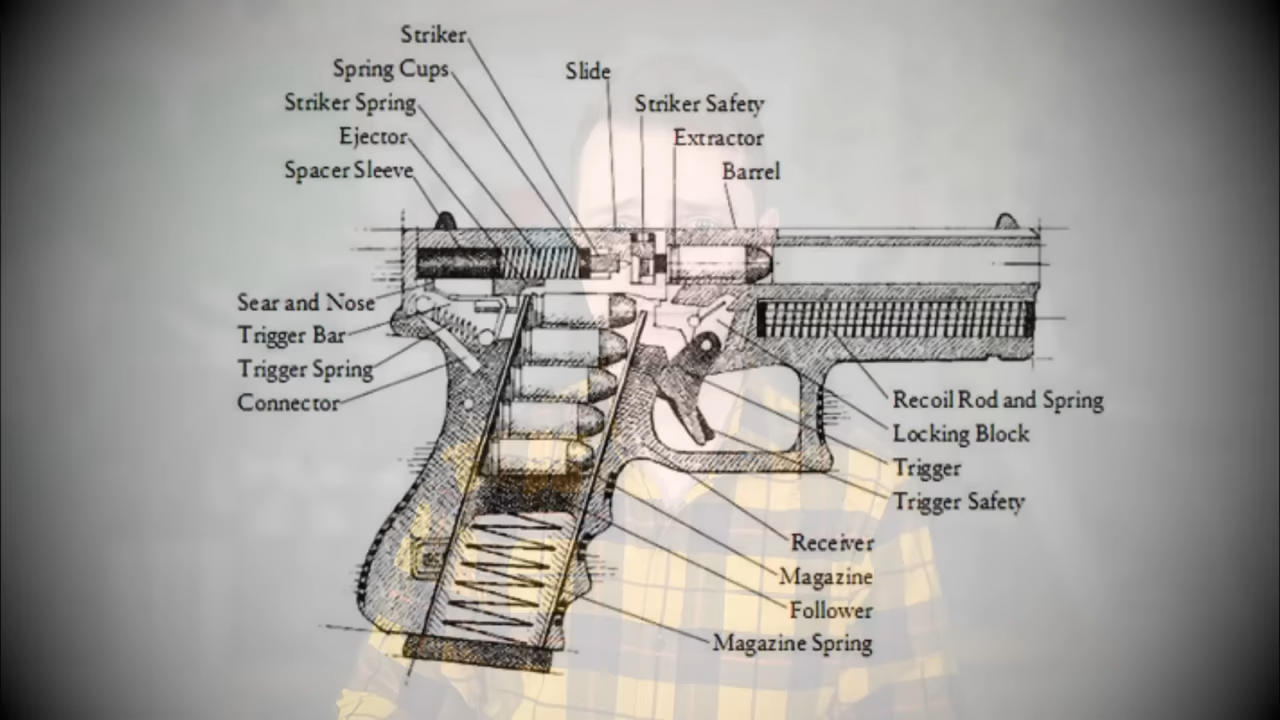 Striker
Spring Cups
Striker Spring
Ejector
Spacer Sleeve
Slide
Striker Safety
Extractor
Barrel
Sear and Nose
Trigger Bar
Trigger Spring
Connector
Recoil Rod and Spring
Locking Block
Trigger
Trigger Safety
Receiver
Magazine
Follower
Magazine Spring